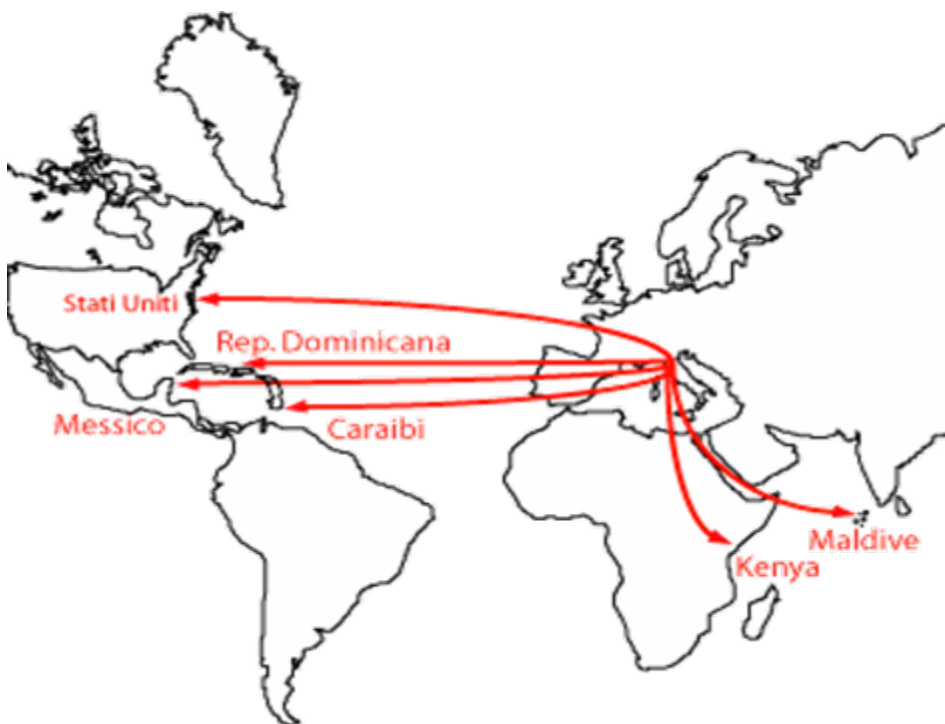 Stati Uniti
Rep. Dominicana
Messico
Caraibi
Maldive
Kenya